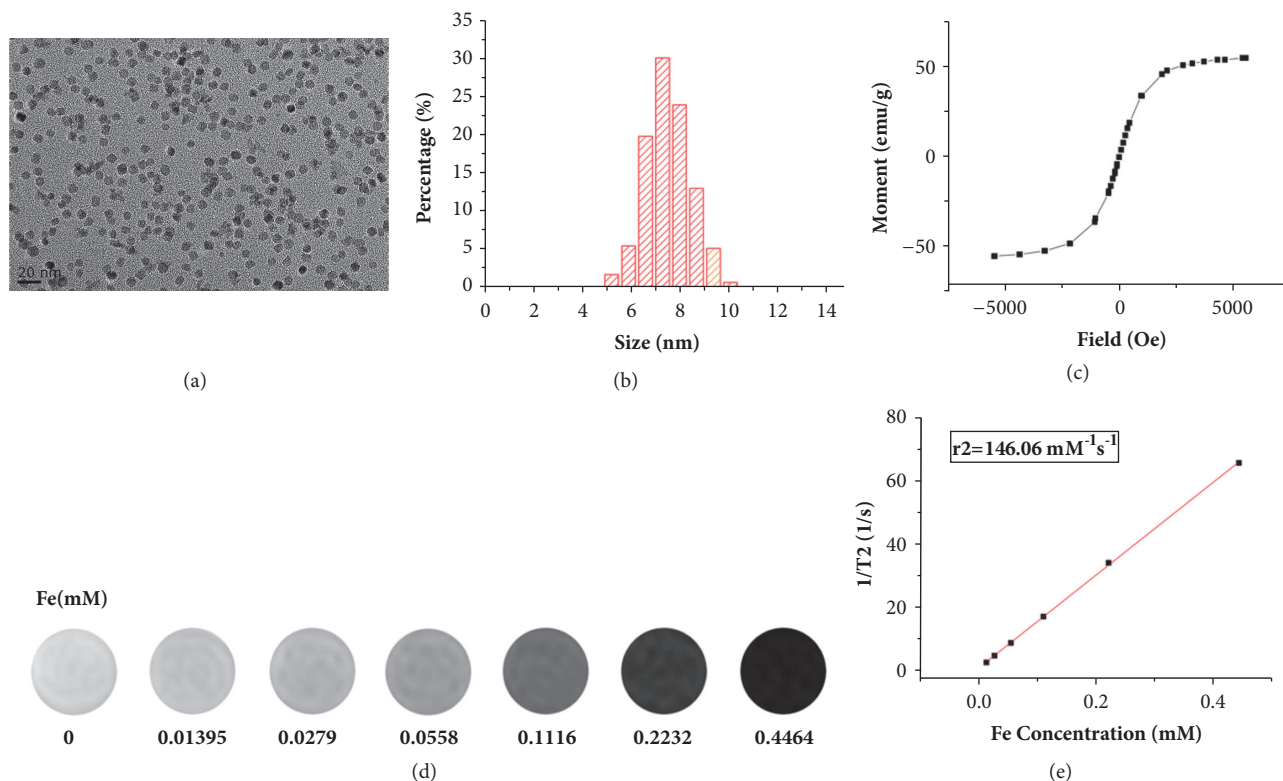 20 nm
(a)
35
30
25
20
15
10
5
0
Percentage (%)
0 2 4 6 8 10 12 14
Size (nm)
(b)
50
0
−50
Moment (emu/g)
−5000 0 5000
Field (Oe)
(c)
Fe(mM)
0 0.01395 0.0279 0.0558 0.1116 0.2232 0.4464
(d)
r2=146.06 mM⁻¹s⁻¹
80
60
40
20
0
1/T2 (1/s)
0.0 0.2 0.4
Fe Concentration (mM)
(e)